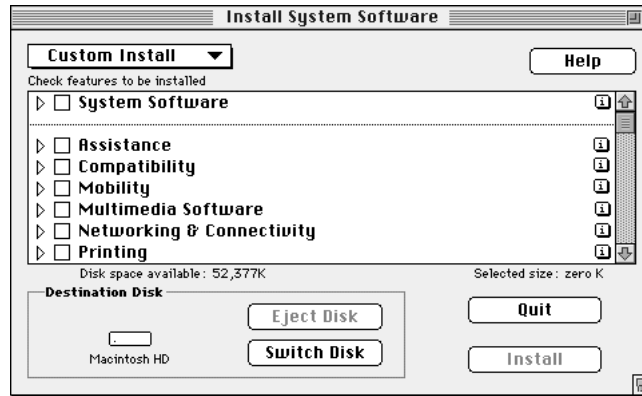 Install System Software
Custom Install
Help
Check features to be installed
System Software
Assistance
Compatibility
Mobility
Multimedia Software
Networking & Connectivity
Printing
Disk space available: 52,377K
Selected size: zero K
Destination Disk
Eject Disk
Quit
Macintosh HD
Switch Disk
Install